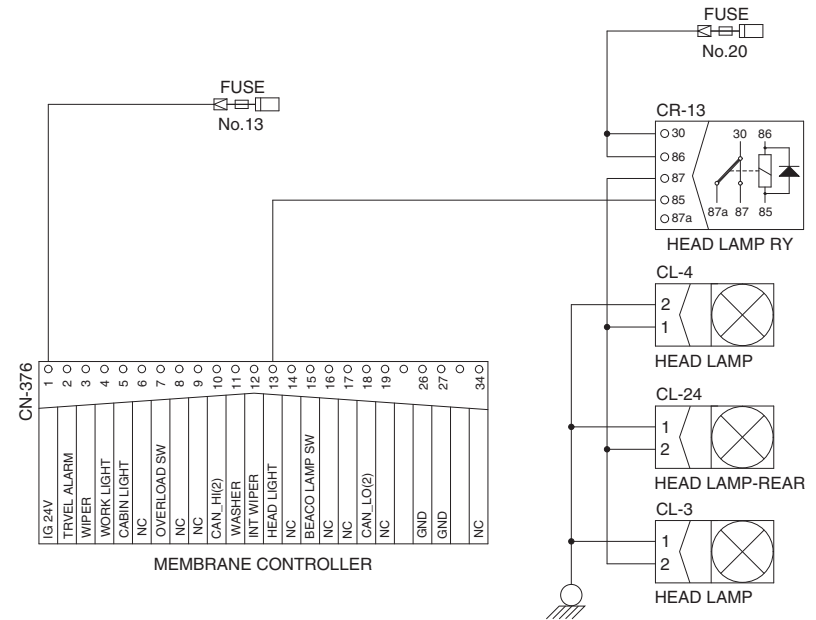 FUSE
No.20
FUSE
No.13
CR-13
30
86
87
85
87a
30 86
87a 87 85
HEAD LAMP RY
CL-4
2
1
HEAD LAMP
CL-24
1
2
HEAD LAMP-REAR
CL-3
1
2
HEAD LAMP
CN-376
1 2 3 4 5 6 7 8 9 10 11 12 13 14 15 16 17 18 19 26 27 34
IG 24V
TRVEL ALARM
WIPER
WORK LIGHT
CABIN LIGHT
NC
OVERLOAD SW
NC
NC
CAN_HI(2)
WASHER
INT WIPER
HEAD LIGHT
NC
BEACO LAMP SW
NC
NC
CAN_LO(2)
NC
GND
GND
NC
MEMBRANE CONTROLLER